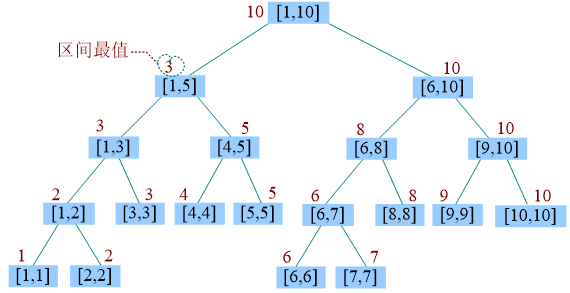 10 [1,10]
区间最值
3 10
[1,5] [6,10]
3 5 8 10
[1,3] [4,5] [6,8] [9,10]
2 3 4 5 6 8 9 10
[1,2] [3,3] [4,4] [5,5] [6,7] [8,8] [9,9] [10,10]
1 2 6 7
[1,1] [2,2] [6,6] [7,7]